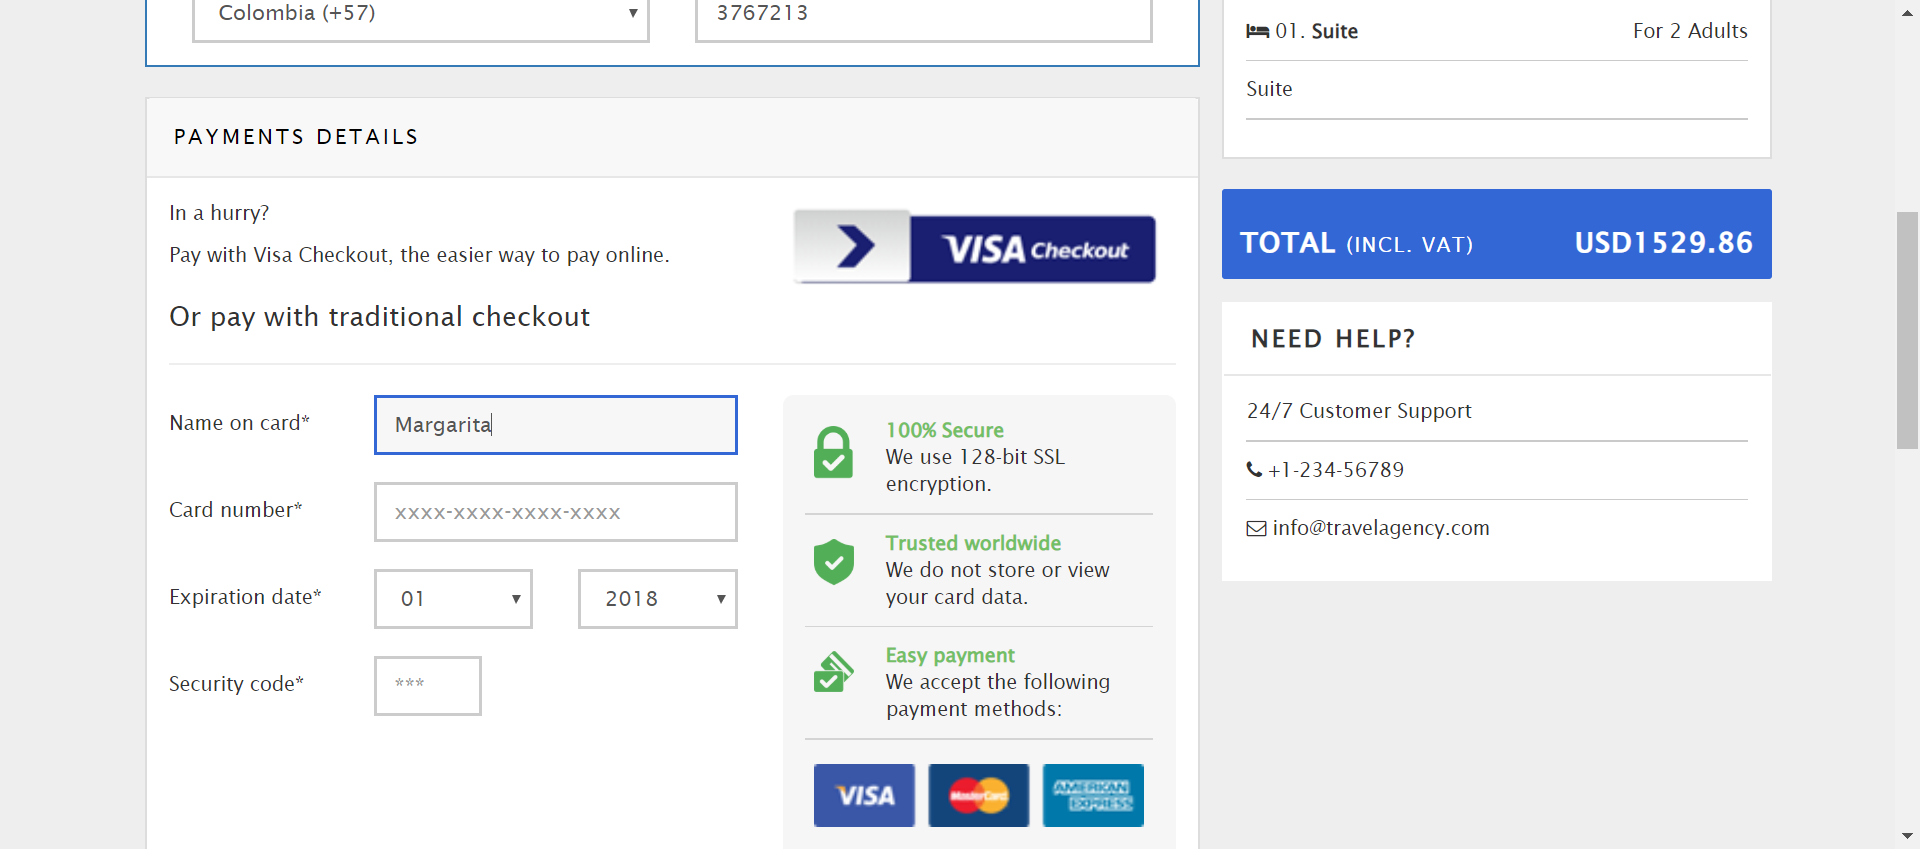 Colombia (+57)
3767213
PAYMENTS DETAILS
In a hurry?
Pay with Visa Checkout, the easier way to pay online.
VISA Checkout
Or pay with traditional checkout
Name on card*
Margarita
Card number*
xxxx-xxxx-xxxx-xxxx
Expiration date*
01
2018
Security code*
***
100% Secure
We use 128-bit SSL
encryption.
Trusted worldwide
We do not store or view
your card data.
Easy payment
We accept the following
payment methods:
VISA
MasterCard
AMERICAN
EXPRESS
01. Suite
For 2 Adults
Suite
TOTAL (INCL. VAT)
USD1529.86
NEED HELP?
24/7 Customer Support
+1-234-56789
info@travelagency.com